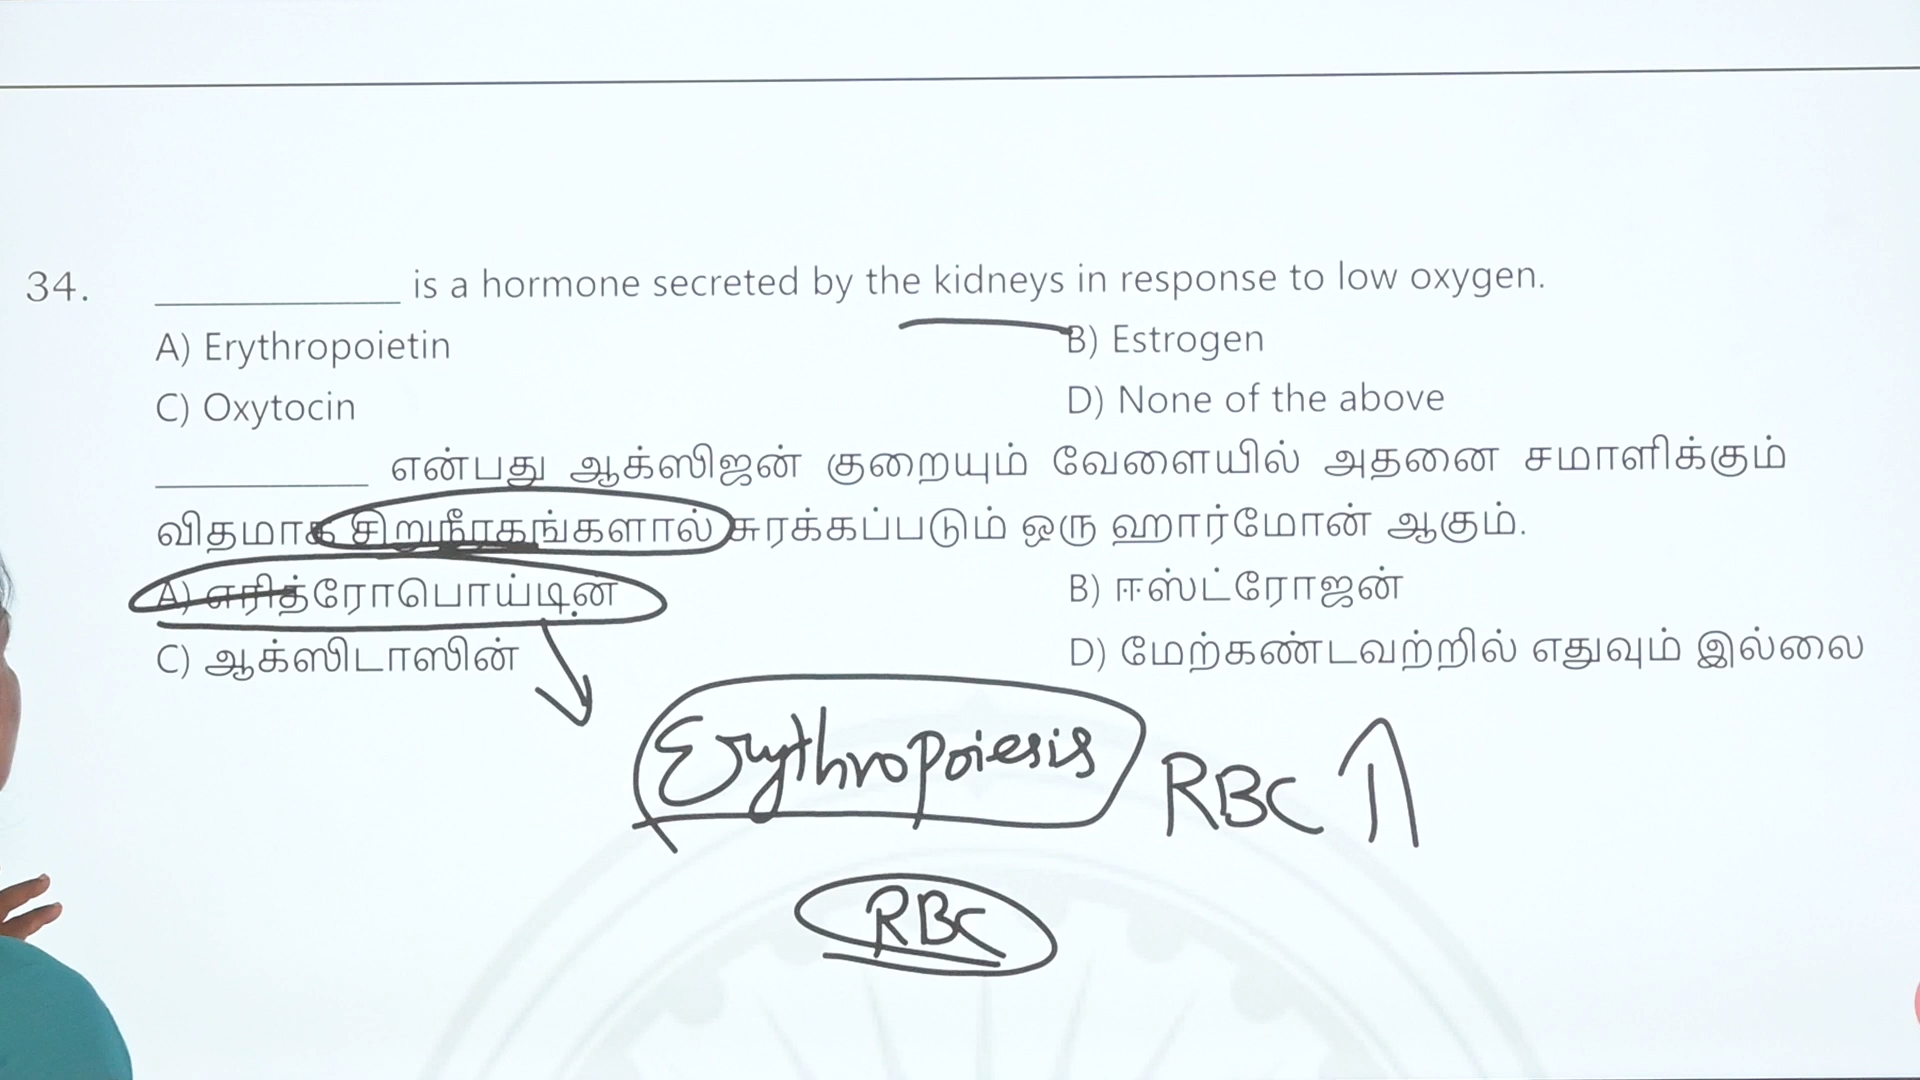 34. ____________ is a hormone secreted by the kidneys in response to low oxygen.
A) Erythropoietin B) Estrogen
C) Oxytocin D) None of the above
____________ என்பது ஆக்ஸிஜன் குறையும் வேளையில் அதனை சமாளிக்கும்
விதமாக சிறுநீரகங்களால் சுரக்கப்படும் ஒரு ஹார்மோன் ஆகும்.
A) எரித்ரோபொய்டின் B) ஈஸ்ட்ரோஜன்
C) ஆக்ஸிடாஸின் D) மேற்கண்டவற்றில் எதுவும் இல்லை
Erythropoiesis RBC ↑
RBC